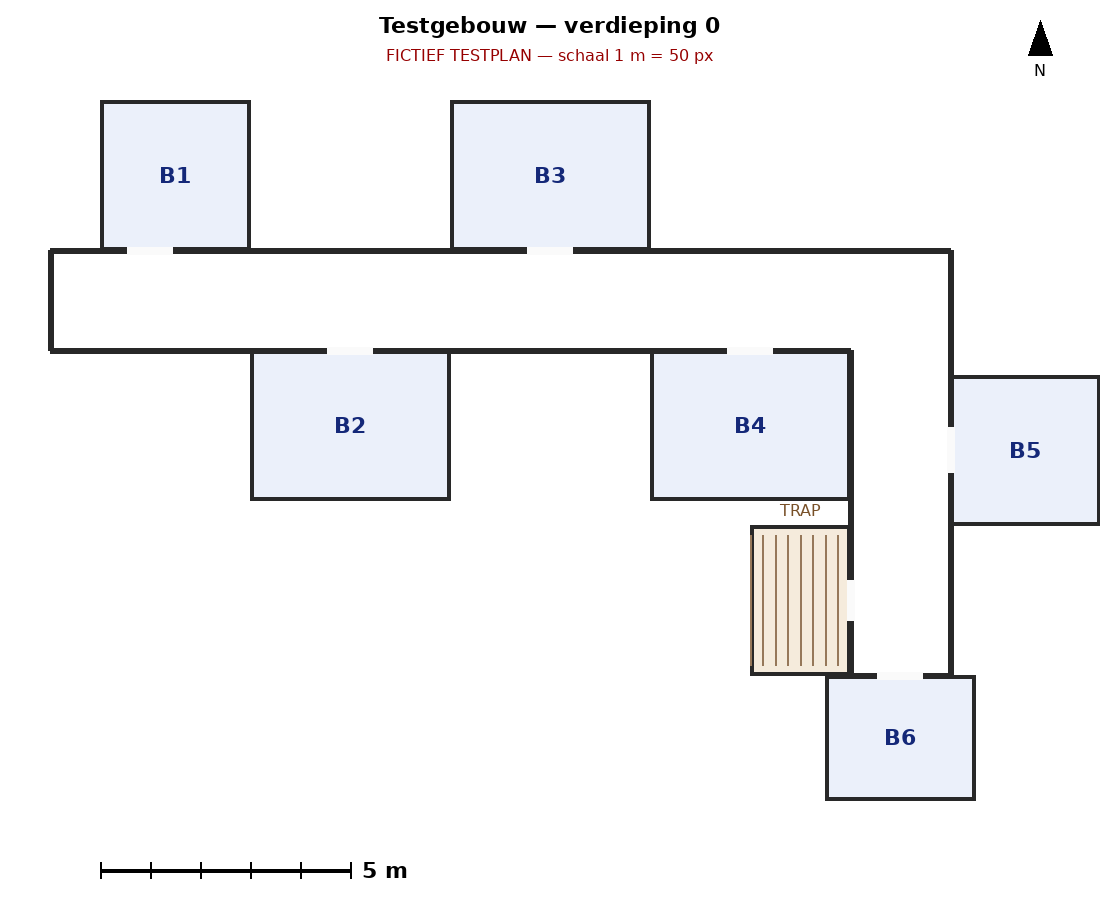 Testgebouw — verdieping 0
FICTIEF TESTPLAN — schaal 1 m = 50 px
N
B1
B3
B2
B4
B5
TRAP
B6
5 m